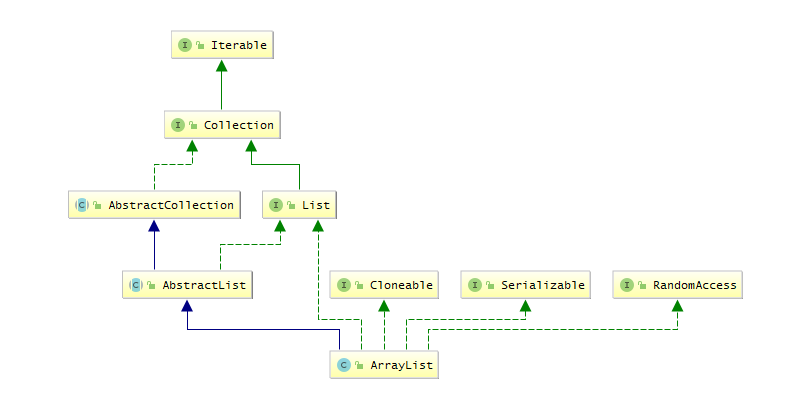 I Iterable
I Collection
C AbstractCollection
I List
C AbstractList
I Cloneable
I Serializable
I RandomAccess
C ArrayList